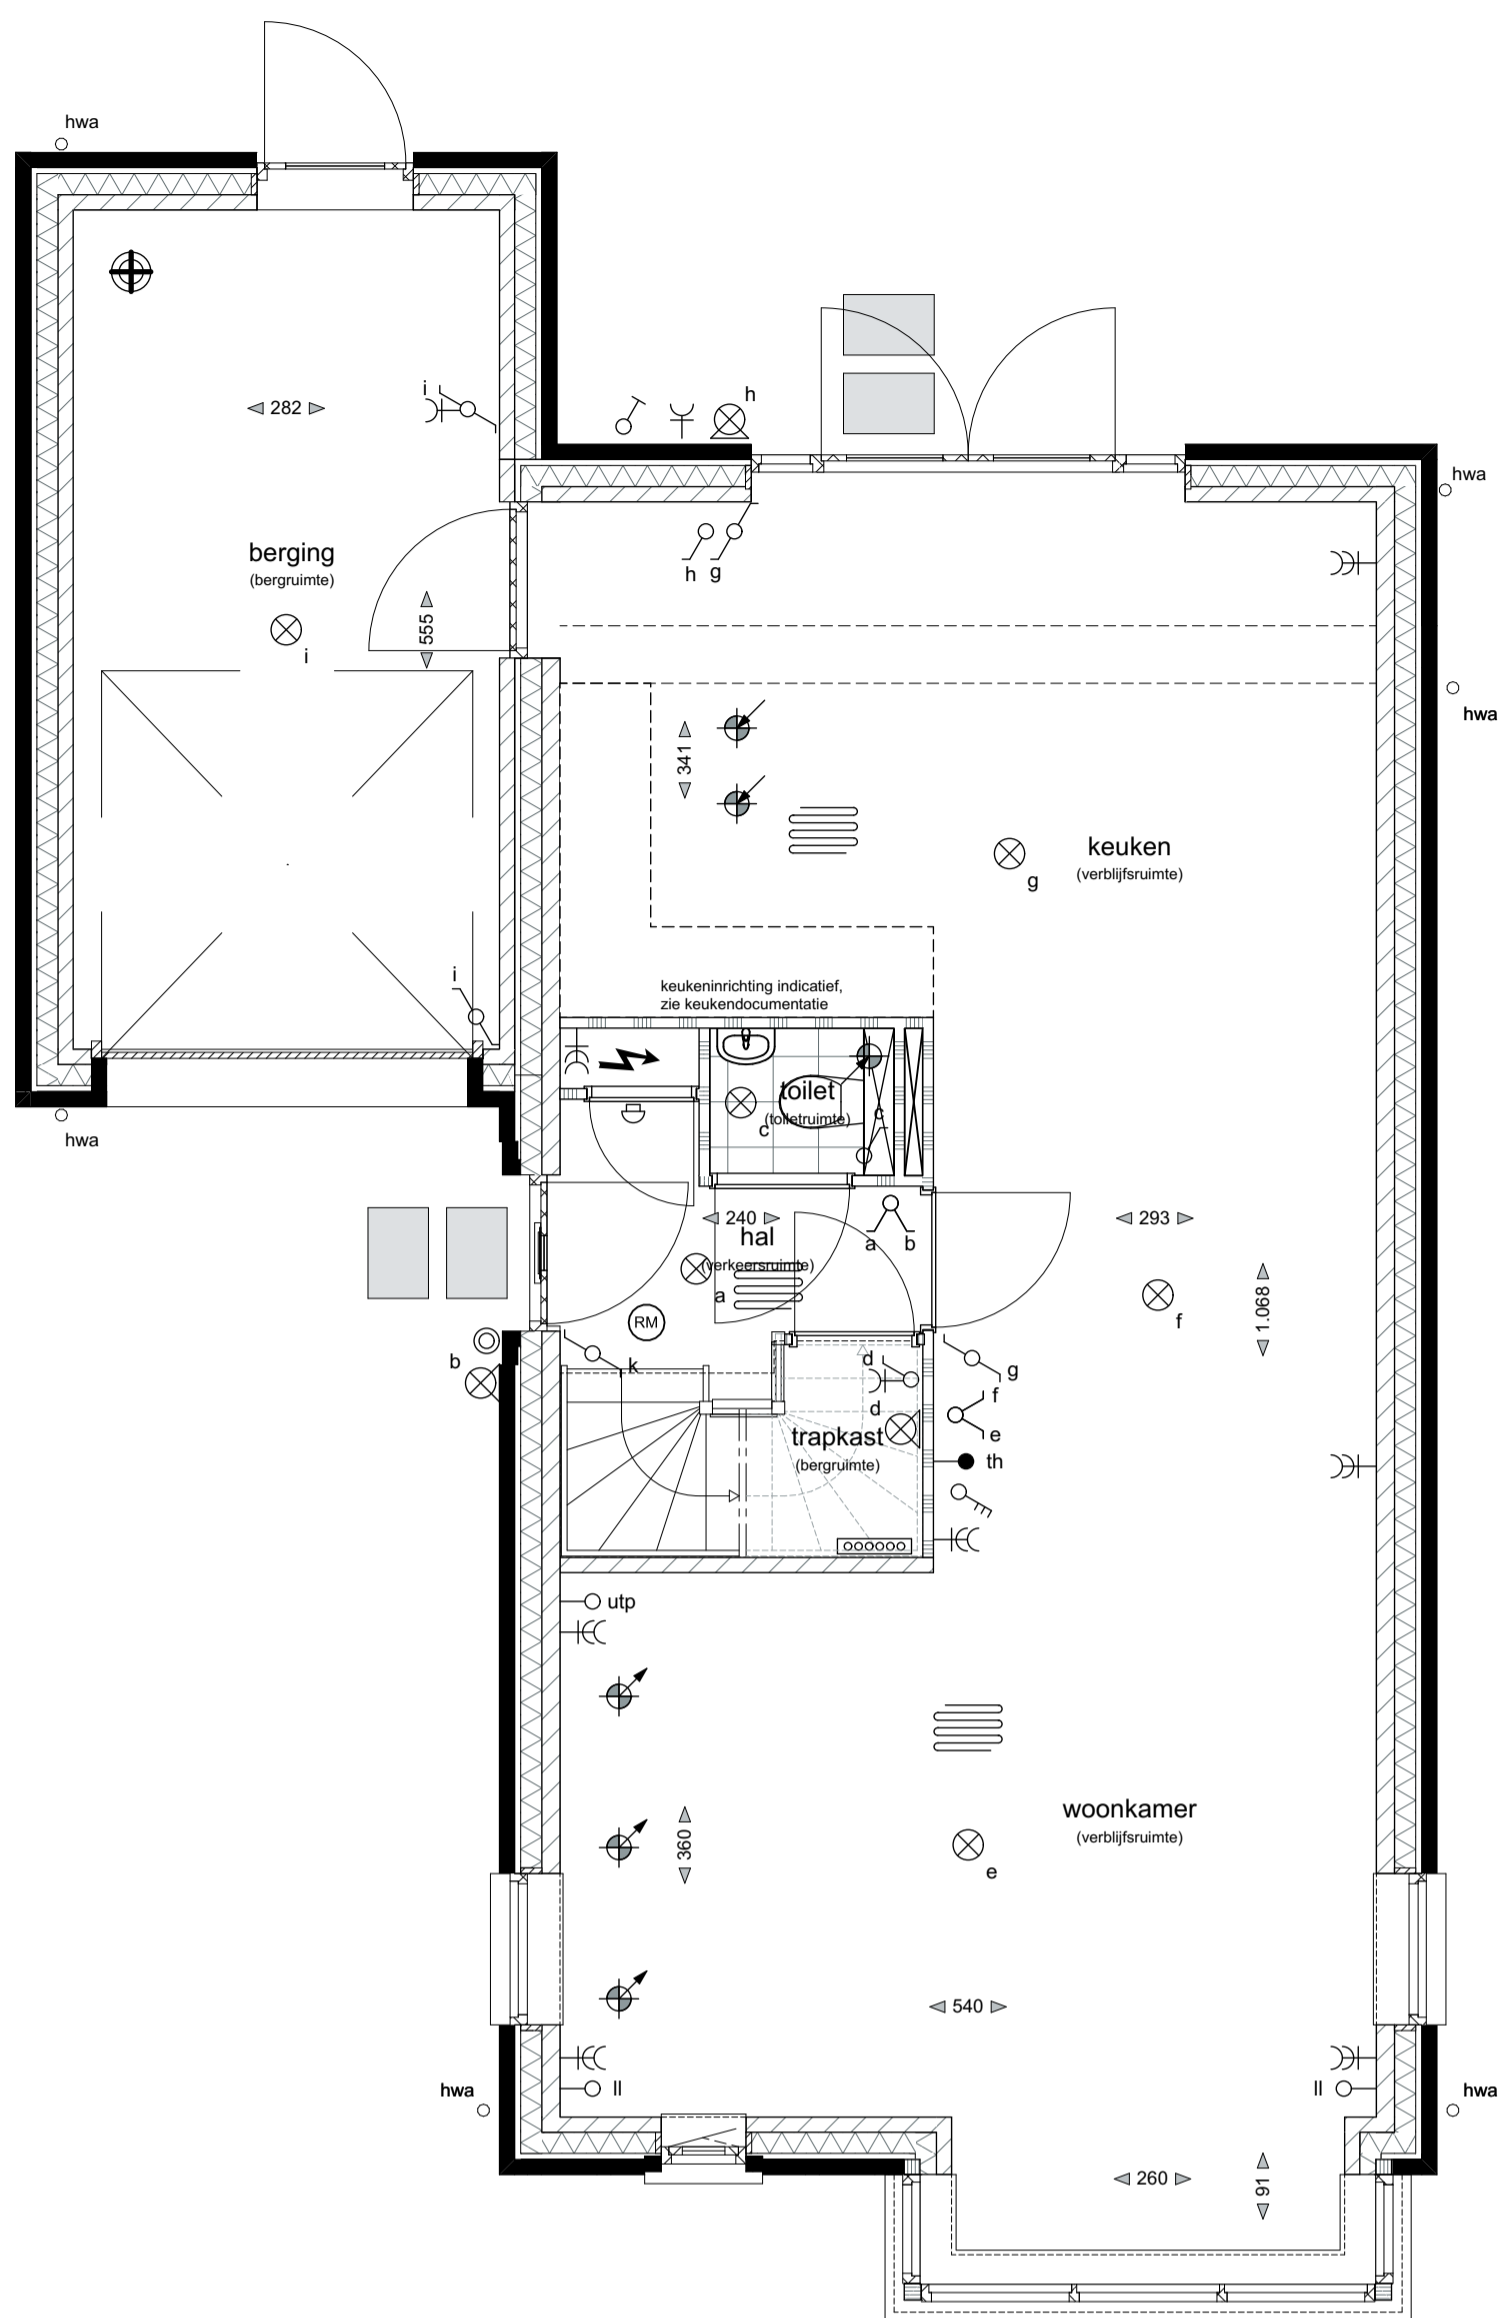 hwa
i
282
h
hwa
h
g
berging
(bergruimte)
555
i
hwa
341
keuken
(verblijfsruimte)
g
i
keukeninrichting indicatief,
zie keukendocumentatie
toilet
(toiletruimte)
c
c
hwa
240
hal
(verkeersruimte)
a
a
b
293
1.068
f
RM
k
b
d
d
g
f
e
th
trapkast
(bergruimte)
utp
woonkamer
(verblijfsruimte)
360
e
540
ll
ll
hwa
hwa
260
91